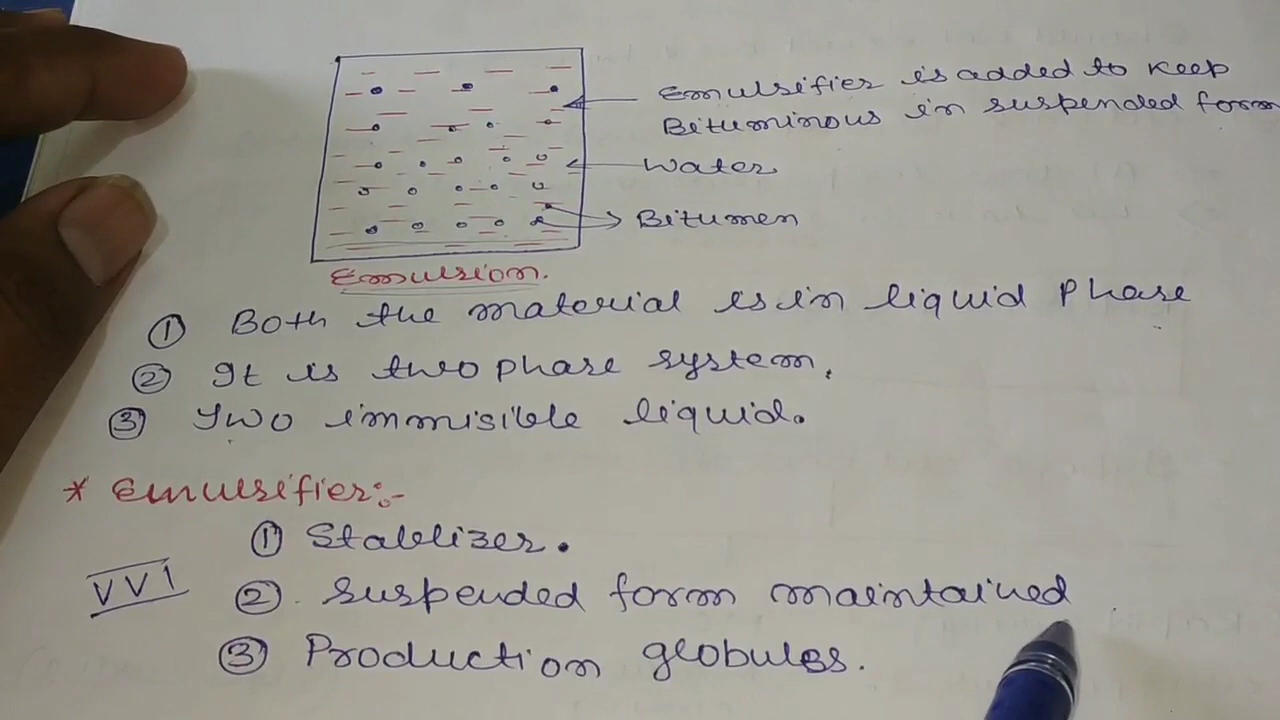 Emulsifier is added to keep
Bituminous in suspended form
Water
Bitumen
Emulsion.
① Both the material is in liquid Phase
② It is two phase system.
③ Two immisible liquid.
* Emulsifier:-
① Stablizer.
VVI
② Suspended form maintained
③ Production globules.